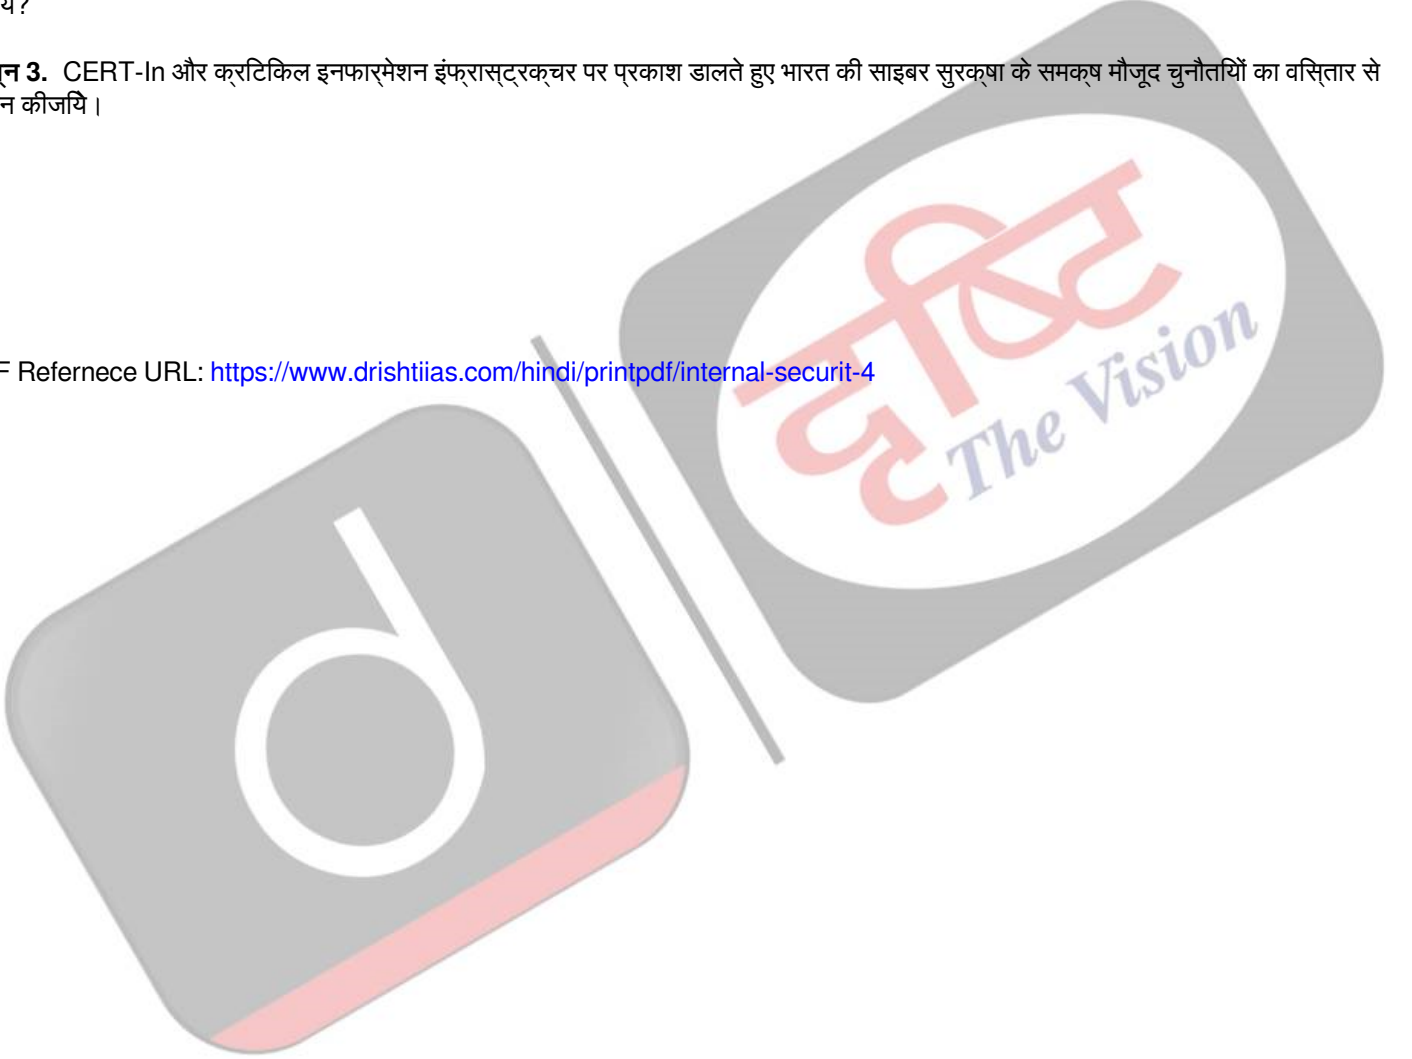 ये?
न 3. CERT-In और क्रिटिकल इनफार्मेशन इंफ्रास्ट्रक्चर पर प्रकाश डालते हुए भारत की साइबर सुरक्षा के समक्ष मौजूद चुनौतियों का विस्तार से
न कीजिये।
F Refernece URL: https://www.drishtiias.com/hindi/printpdf/internal-securit-4
दृष्टि
The Vision
d